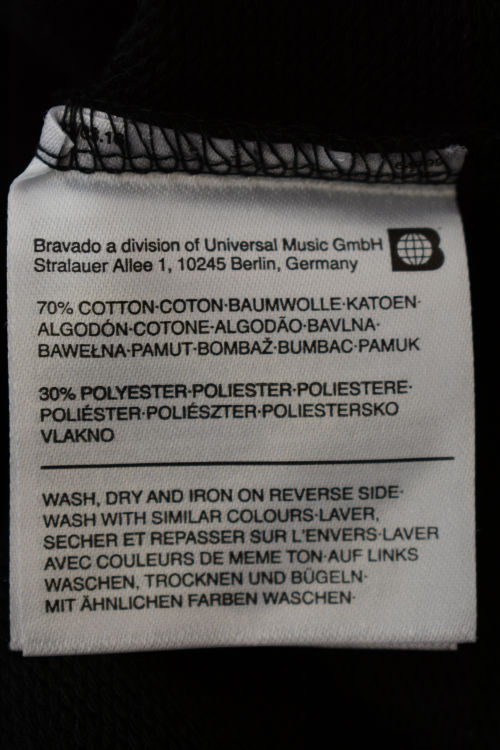 Bravado a division of Universal Music GmbH B
Stralauer Allee 1, 10245 Berlin, Germany
70% COTTON·COTON·BAUMWOLLE·KATOEN·
ALGODÓN·COTONE·ALGODÃO·BAVLNA·
BAWEŁNA·PAMUT·BOMBAŽ·BUMBAC·PAMUK
30% POLYESTER·POLIESTER·POLIESTERE·
POLIÉSTER·POLIÉSZTER·POLIESTERSKO
VLAKNO
WASH, DRY AND IRON ON REVERSE SIDE·
WASH WITH SIMILAR COLOURS·LAVER,
SECHER ET REPASSER SUR L'ENVERS·LAVER
AVEC COULEURS DE MEME TON·AUF LINKS
WASCHEN, TROCKNEN UND BÜGELN·
MIT ÄHNLICHEN FARBEN WASCHEN·